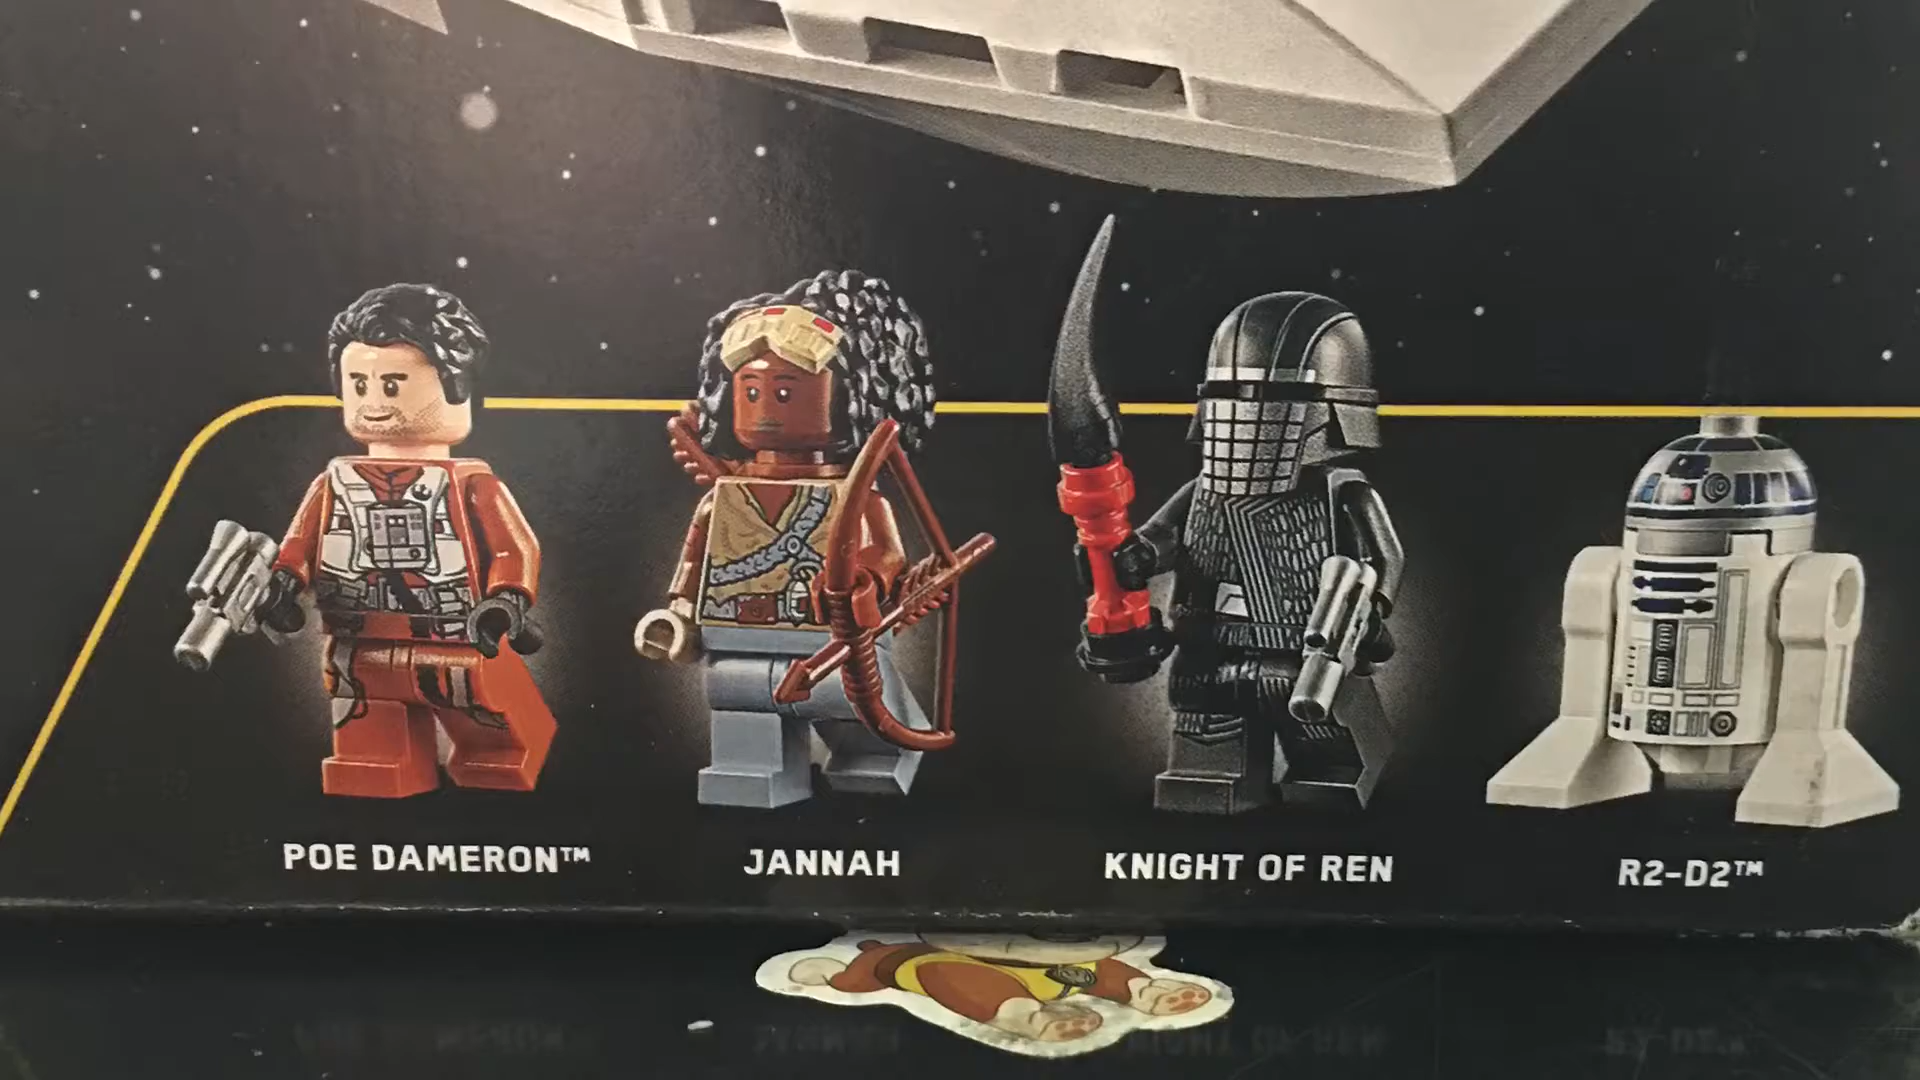 POE DAMERON™
JANNAH
KNIGHT OF REN
R2-D2™